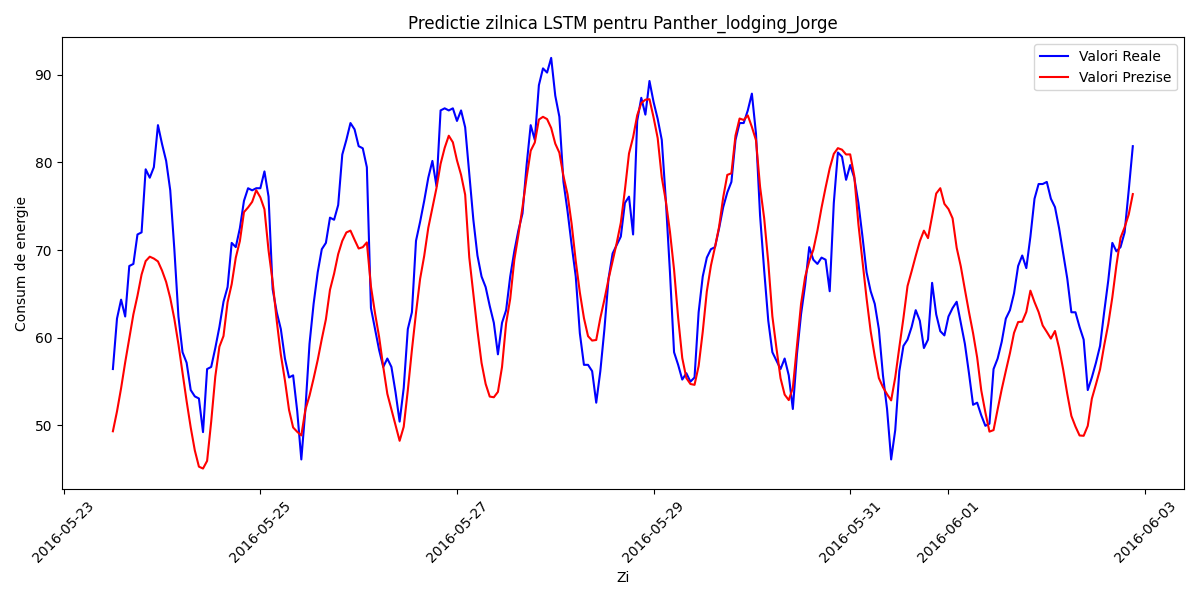 Predictie zilnica LSTM pentru Panther_lodging_Jorge
Valori Reale
Valori Prezise
Consum de energie
90
80
70
60
50
2016-05-23
2016-05-25
2016-05-27
2016-05-29
2016-05-31
2016-06-01
2016-06-03
Zi